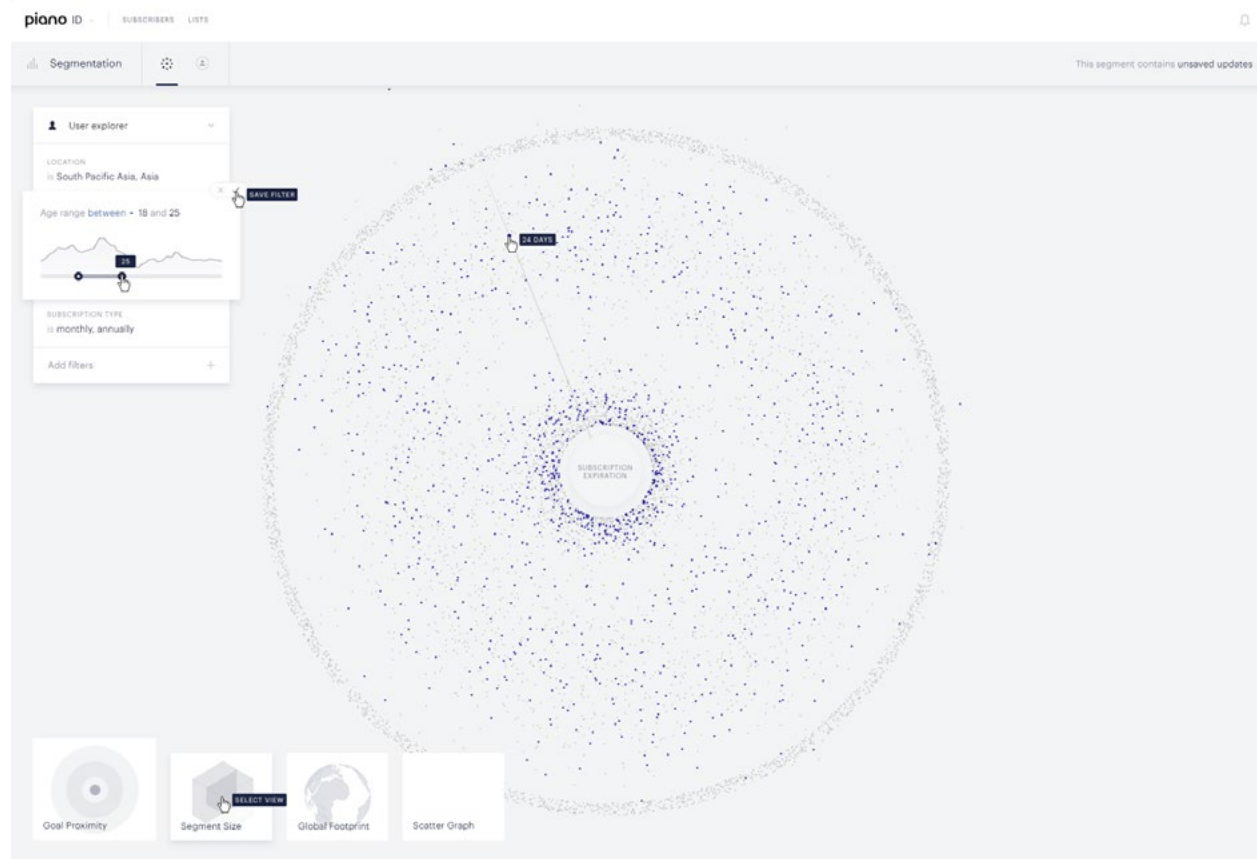 piano ID
SUBSCRIBERS LISTS
Segmentation
This segment contains unsaved updates
User explorer
LOCATION
is South Pacific Asia, Asia
SAVE FILTER
Age range between - 18 and 25
25
24 DAYS
SUBSCRIPTION TYPE
is monthly, annually
Add filters
SUBSCRIPTION
EXPIRATION
SELECT VIEW
Goal Proximity
Segment Size
Global Footprint
Scatter Graph